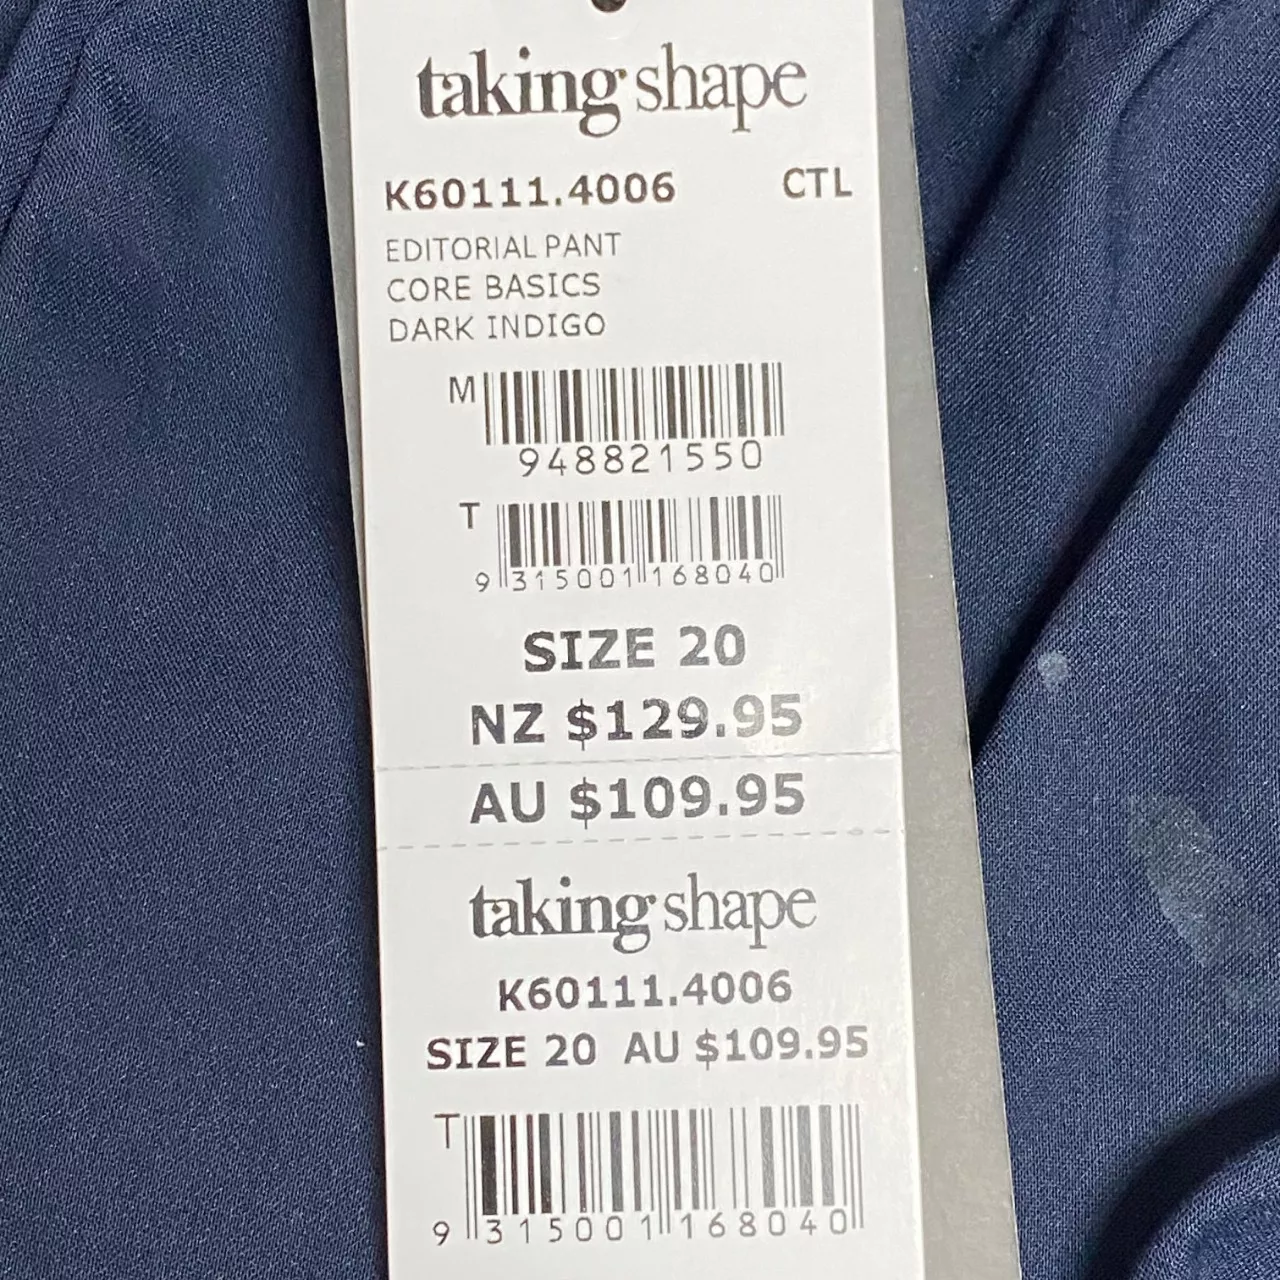 taking shape
K60111.4006 CTL
EDITORIAL PANT
CORE BASICS
DARK INDIGO
M
948821550
T
9 315001 168040
SIZE 20
NZ $129.95
AU $109.95
taking shape
K60111.4006
SIZE 20 AU $109.95
T
9 315001 168040